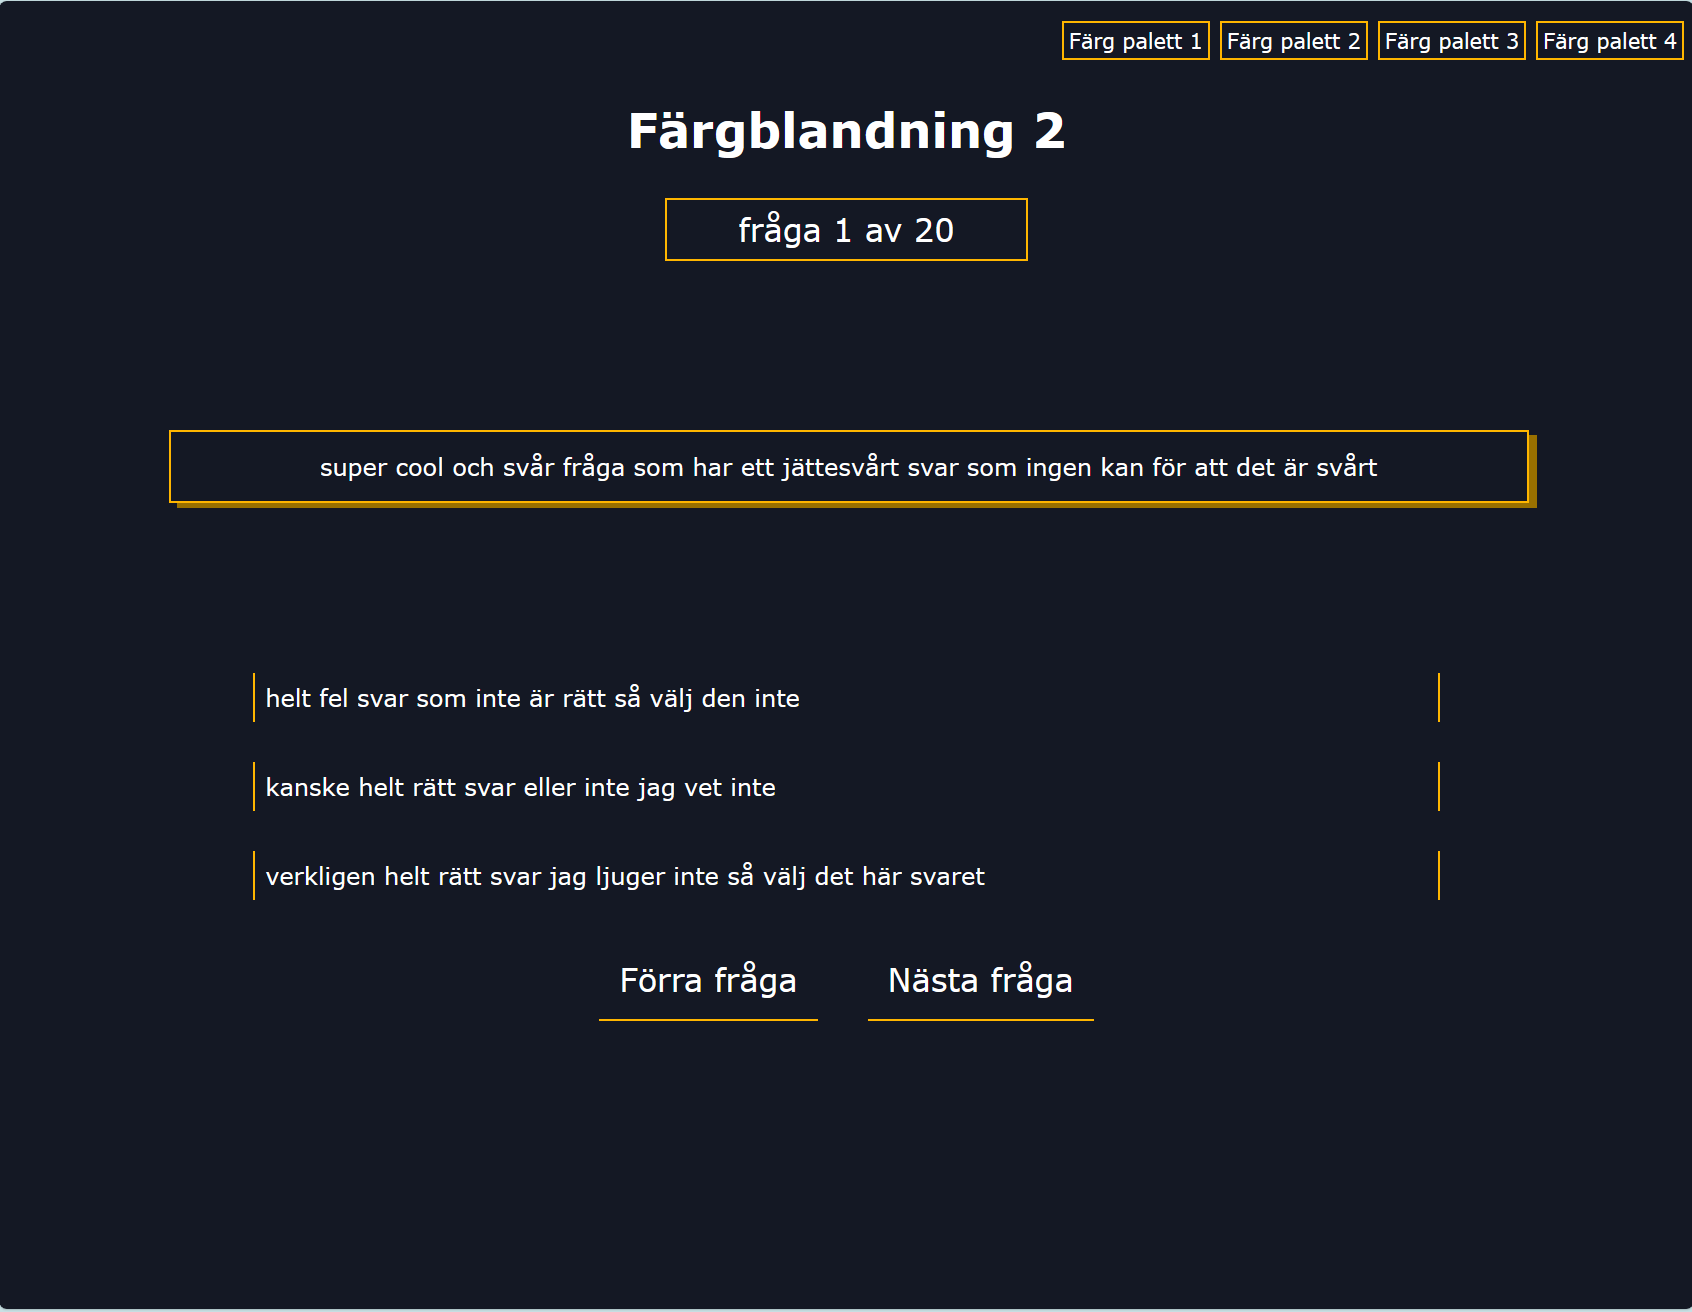 Färg palett 1 Färg palett 2 Färg palett 3 Färg palett 4
Färgblandning 2
fråga 1 av 20
super cool och svår fråga som har ett jättesvårt svar som ingen kan för att det är svårt
helt fel svar som inte är rätt så välj den inte
kanske helt rätt svar eller inte jag vet inte
verkligen helt rätt svar jag ljuger inte så välj det här svaret
Förra fråga Nästa fråga